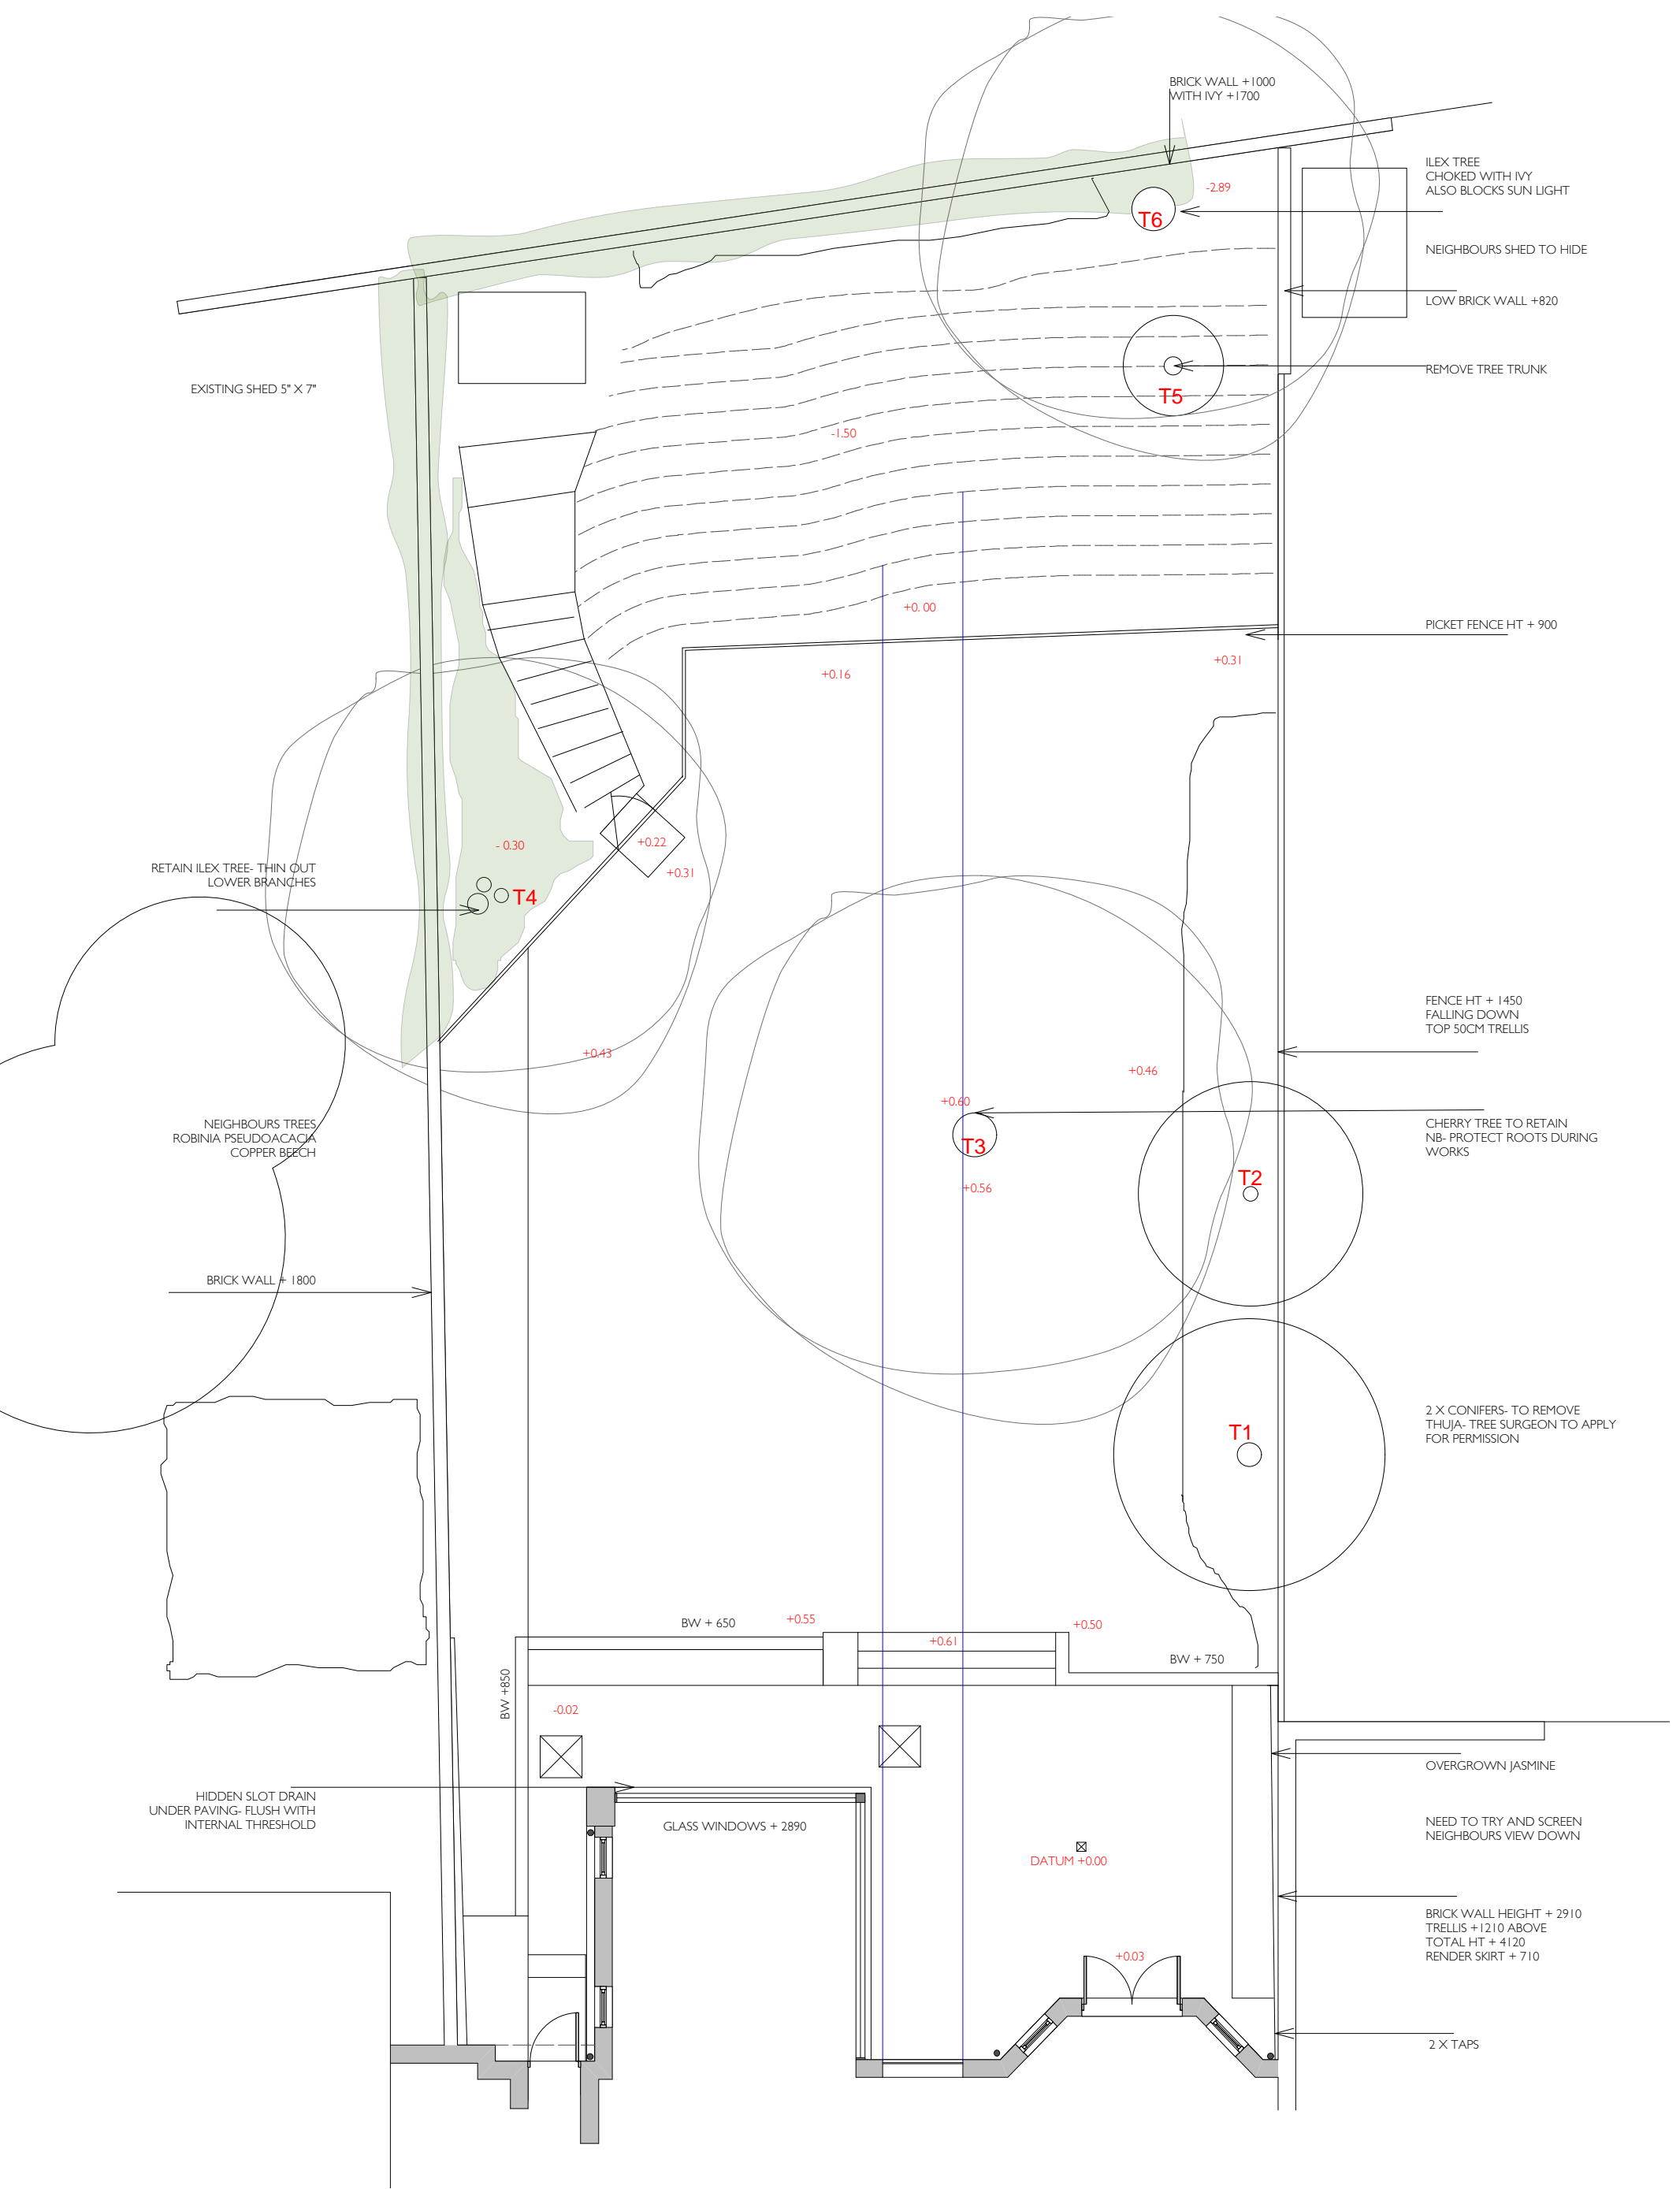 BRICK WALL +1000
WITH IVY +1700
ILEX TREE
CHOKED WITH IVY
ALSO BLOCKS SUN LIGHT
-2.89
T6
NEIGHBOURS SHED TO HIDE
LOW BRICK WALL +820
REMOVE TREE TRUNK
EXISTING SHED 5" X 7"
T5
-1.50
+0. 00
PICKET FENCE HT + 900
+0.31
+0.16
- 0.30
+0.22
+0.31
RETAIN ILEX TREE- THIN OUT
LOWER BRANCHES
T4
FENCE HT + 1450
FALLING DOWN
TOP 50CM TRELLIS
+0.43
+0.46
+0.60
NEIGHBOURS TREES
ROBINIA PSEUDOACACIA
COPPER BEECH
CHERRY TREE TO RETAIN
NB- PROTECT ROOTS DURING
WORKS
T3
T2
+0.56
BRICK WALL + 1800
2 X CONIFERS- TO REMOVE
THUJA- TREE SURGEON TO APPLY
FOR PERMISSION
T1
BW + 650
+0.55
+0.50
+0.61
BW + 750
BW +850
-0.02
OVERGROWN JASMINE
HIDDEN SLOT DRAIN
UNDER PAVING- FLUSH WITH
INTERNAL THRESHOLD
GLASS WINDOWS + 2890
NEED TO TRY AND SCREEN
NEIGHBOURS VIEW DOWN
DATUM +0.00
BRICK WALL HEIGHT + 2910
TRELLIS +1210 ABOVE
TOTAL HT + 4120
RENDER SKIRT + 710
+0.03
2 X TAPS